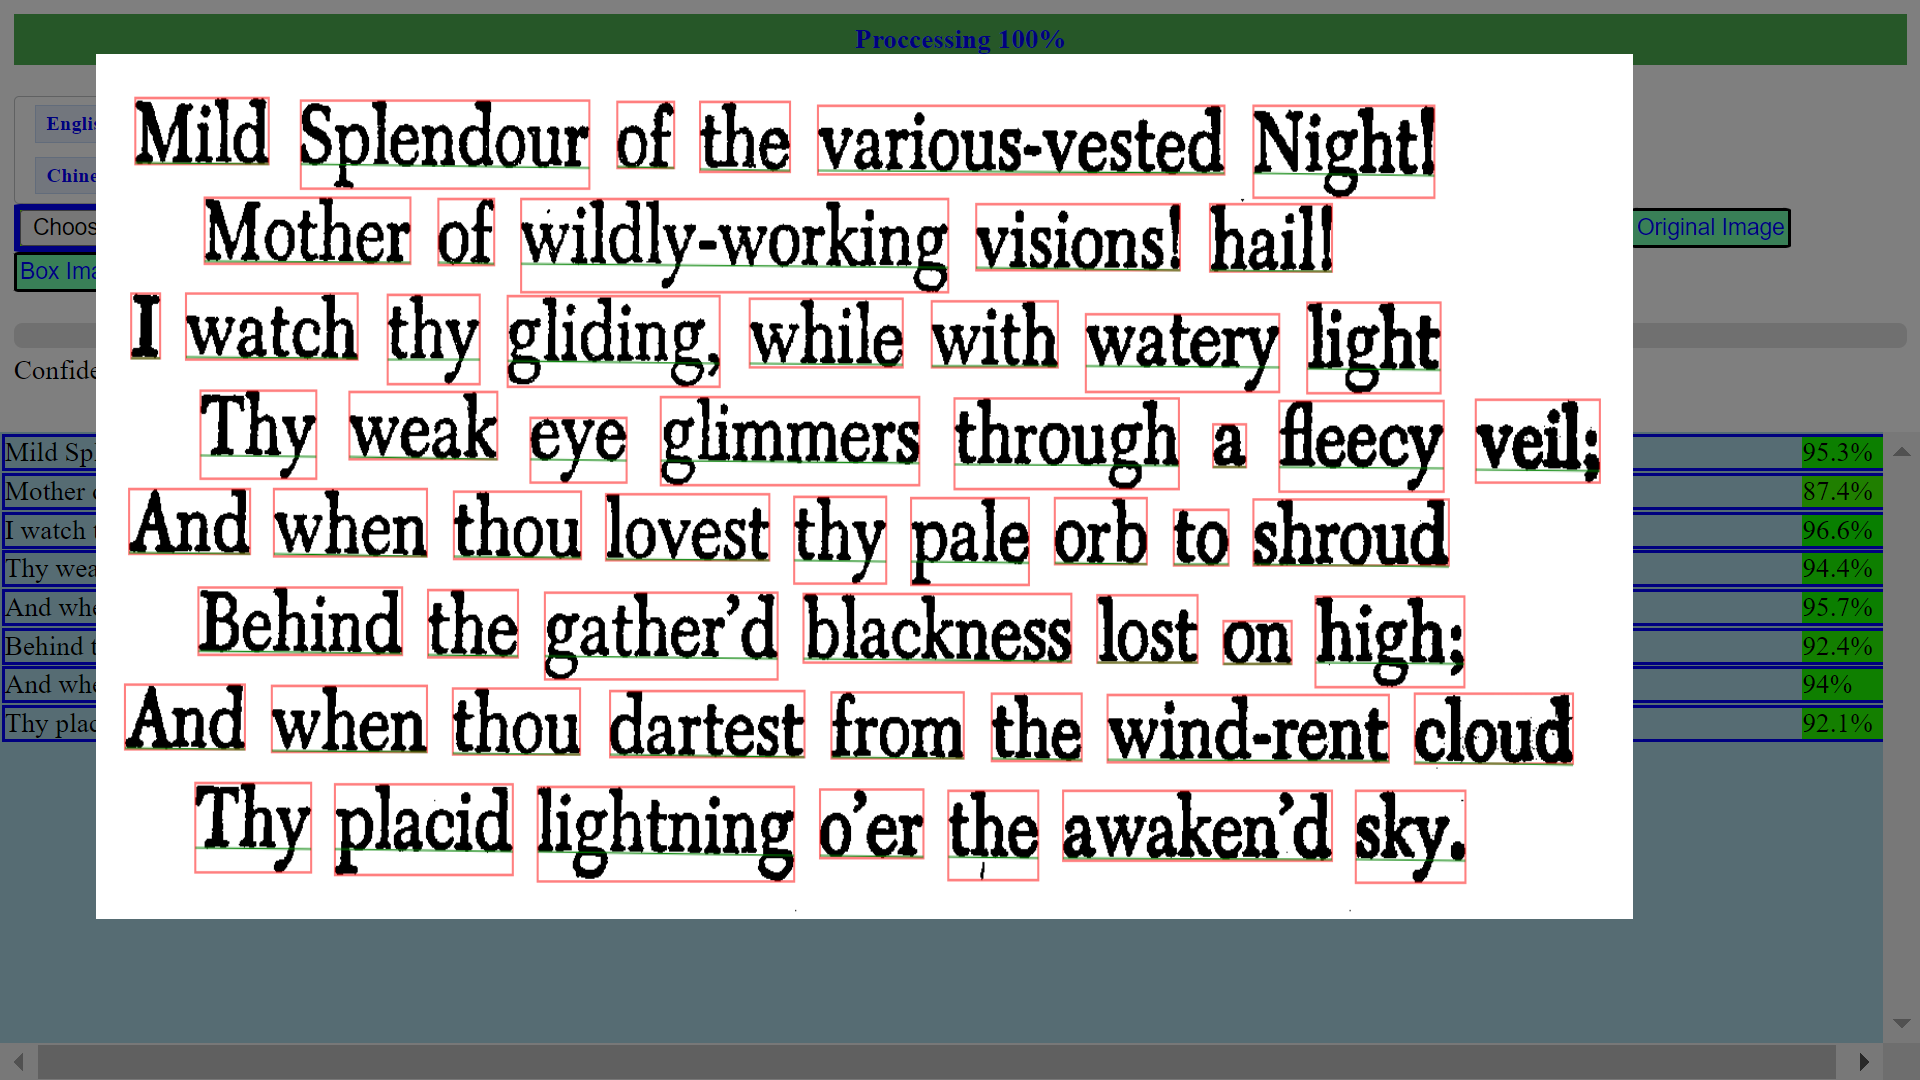 Proccessing 100%
Mild Splendour of the various-vested Night!
Mother of wildly-working visions! hail!
I watch thy gliding, while with watery light
Thy weak eye glimmers through a fleecy veil;
And when thou lovest thy pale orb to shroud
Behind the gather’d blackness lost on high;
And when thou dartest from the wind-rent cloud
Thy placid lightning o’er the awaken’d sky.
Englis
Chine
Choos
Original Image
Box Ima
Confide
Mild Sp 95.3%
Mother 87.4%
I watch t 96.6%
Thy wea 94.4%
And whe 95.7%
Behind t 92.4%
And whe 94%
Thy plac 92.1%